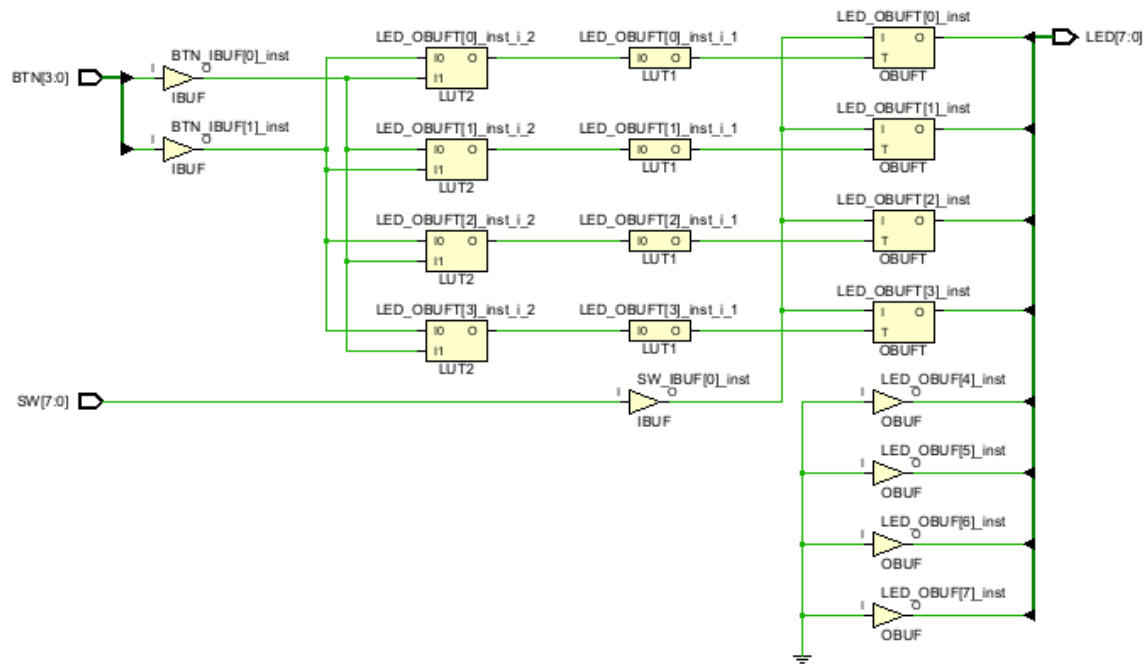 BTN[3:0]
BTN_IBUF[0]_inst
I
O
IBUF
BTN_IBUF[1]_inst
I
O
IBUF
LED_OBUFT[0]_inst_i_2
I0
O
I1
LUT2
LED_OBUFT[1]_inst_i_2
I0
O
I1
LUT2
LED_OBUFT[2]_inst_i_2
I0
O
I1
LUT2
LED_OBUFT[3]_inst_i_2
I0
O
I1
LUT2
LED_OBUFT[0]_inst_i_1
I0
O
LUT1
LED_OBUFT[1]_inst_i_1
I0
O
LUT1
LED_OBUFT[2]_inst_i_1
I0
O
LUT1
LED_OBUFT[3]_inst_i_1
I0
O
LUT1
SW[7:0]
SW_IBUF[0]_inst
I
O
IBUF
LED_OBUFT[0]_inst
I
O
T
OBUFT
LED_OBUFT[1]_inst
I
O
T
OBUFT
LED_OBUFT[2]_inst
I
O
T
OBUFT
LED_OBUFT[3]_inst
I
O
T
OBUFT
LED_OBUF[4]_inst
I
O
OBUF
LED_OBUF[5]_inst
I
O
OBUF
LED_OBUF[6]_inst
I
O
OBUF
LED_OBUF[7]_inst
I
O
OBUF
LED[7:0]